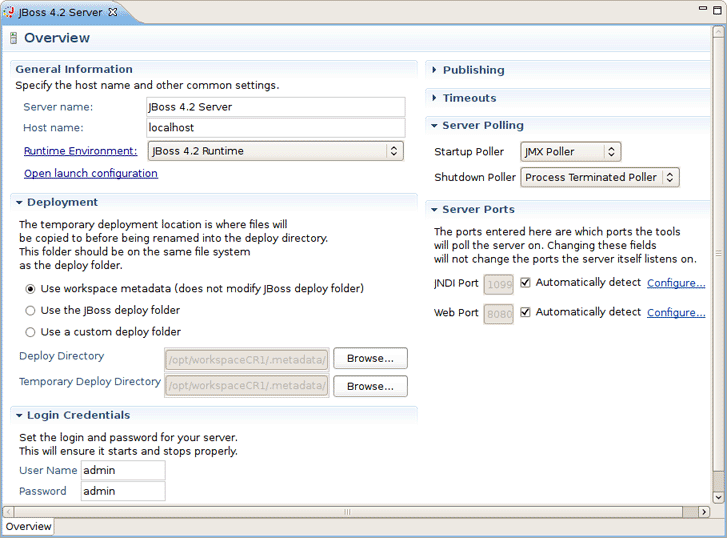 JBoss 4.2 Server
Overview
General Information
Specify the host name and other common settings.
Server name: JBoss 4.2 Server
Host name: localhost
Runtime Environment: JBoss 4.2 Runtime
Open launch configuration
Deployment
The temporary deployment location is where files will
be copied to before being renamed into the deploy directory.
This folder should be on the same file system
as the deploy folder.
Use workspace metadata (does not modify JBoss deploy folder)
Use the JBoss deploy folder
Use a custom deploy folder
Deploy Directory /opt/workspaceCR1/.metadata/ Browse...
Temporary Deploy Directory /opt/workspaceCR1/.metadata/ Browse...
Login Credentials
Set the login and password for your server.
This will ensure it starts and stops properly.
User Name admin
Password admin
Publishing
Timeouts
Server Polling
Startup Poller JMX Poller
Shutdown Poller Process Terminated Poller
Server Ports
The ports entered here are which ports the tools
will poll the server on. Changing these fields
will not change the ports the server itself listens on.
JNDI Port 1099 Automatically detect Configure...
Web Port 8080 Automatically detect Configure...
Overview